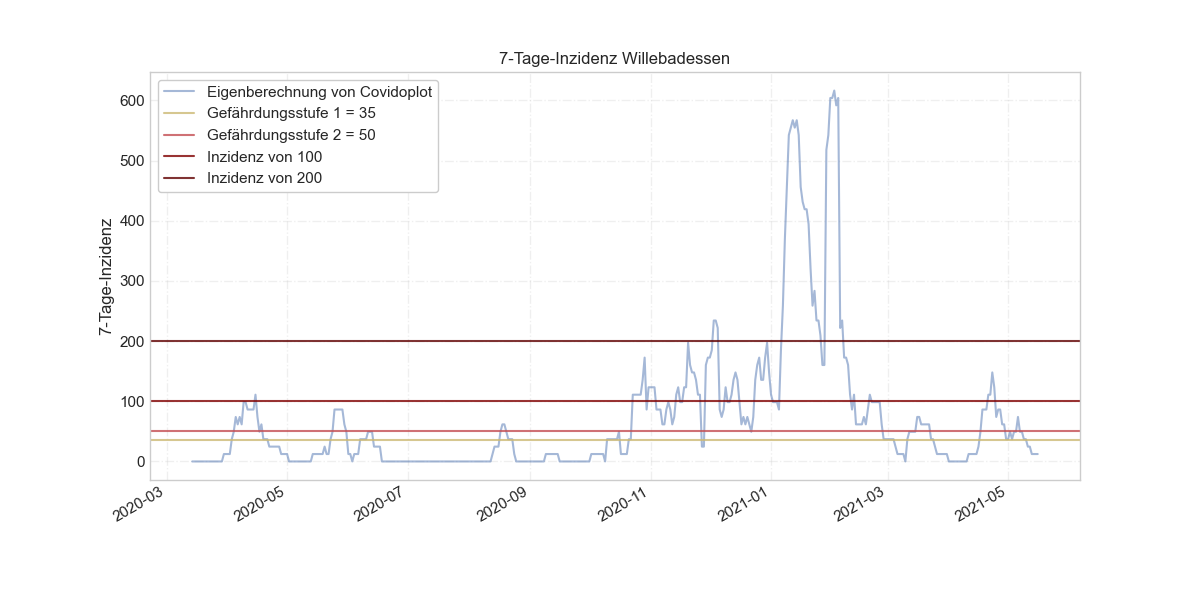 7-Tage-Inzidenz Willebadessen
Eigenberechnung von Covidoplot
Gefährdungsstufe 1 = 35
Gefährdungsstufe 2 = 50
Inzidenz von 100
Inzidenz von 200
7-Tage-Inzidenz
600
500
400
300
200
100
0
2020-03
2020-05
2020-07
2020-09
2020-11
2021-01
2021-03
2021-05